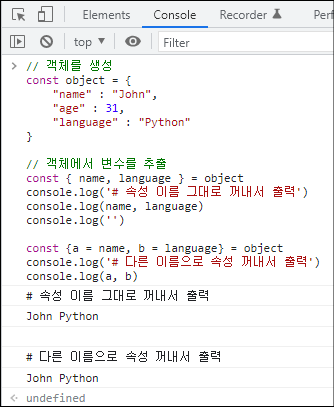 Elements Console Recorder
top Filter
// 객체를 생성
const object = {
    "name" : "John",
    "age" : 31,
    "language" : "Python"
}
// 객체에서 변수를 추출
const { name, language } = object
console.log('# 속성 이름 그대로 꺼내서 출력')
console.log(name, language)
console.log('')
const {a = name, b = language} = object
console.log('# 다른 이름으로 속성 꺼내서 출력')
console.log(a, b)
# 속성 이름 그대로 꺼내서 출력
John Python
# 다른 이름으로 속성 꺼내서 출력
John Python
undefined